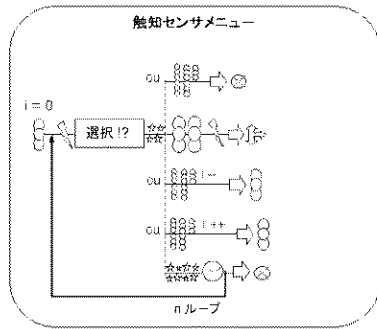 触知センサメニュー
ou
i = 0
選択 !?
ou
i --
ou
i ++
n ループ